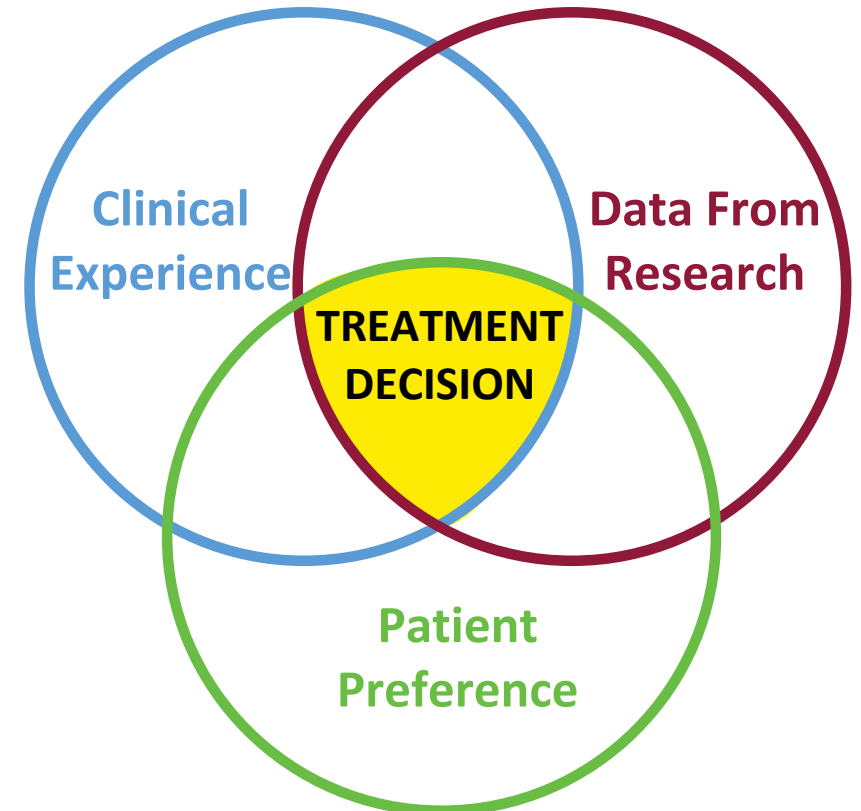 Clinical
Experience
Data From
Research
TREATMENT
DECISION
Patient
Preference